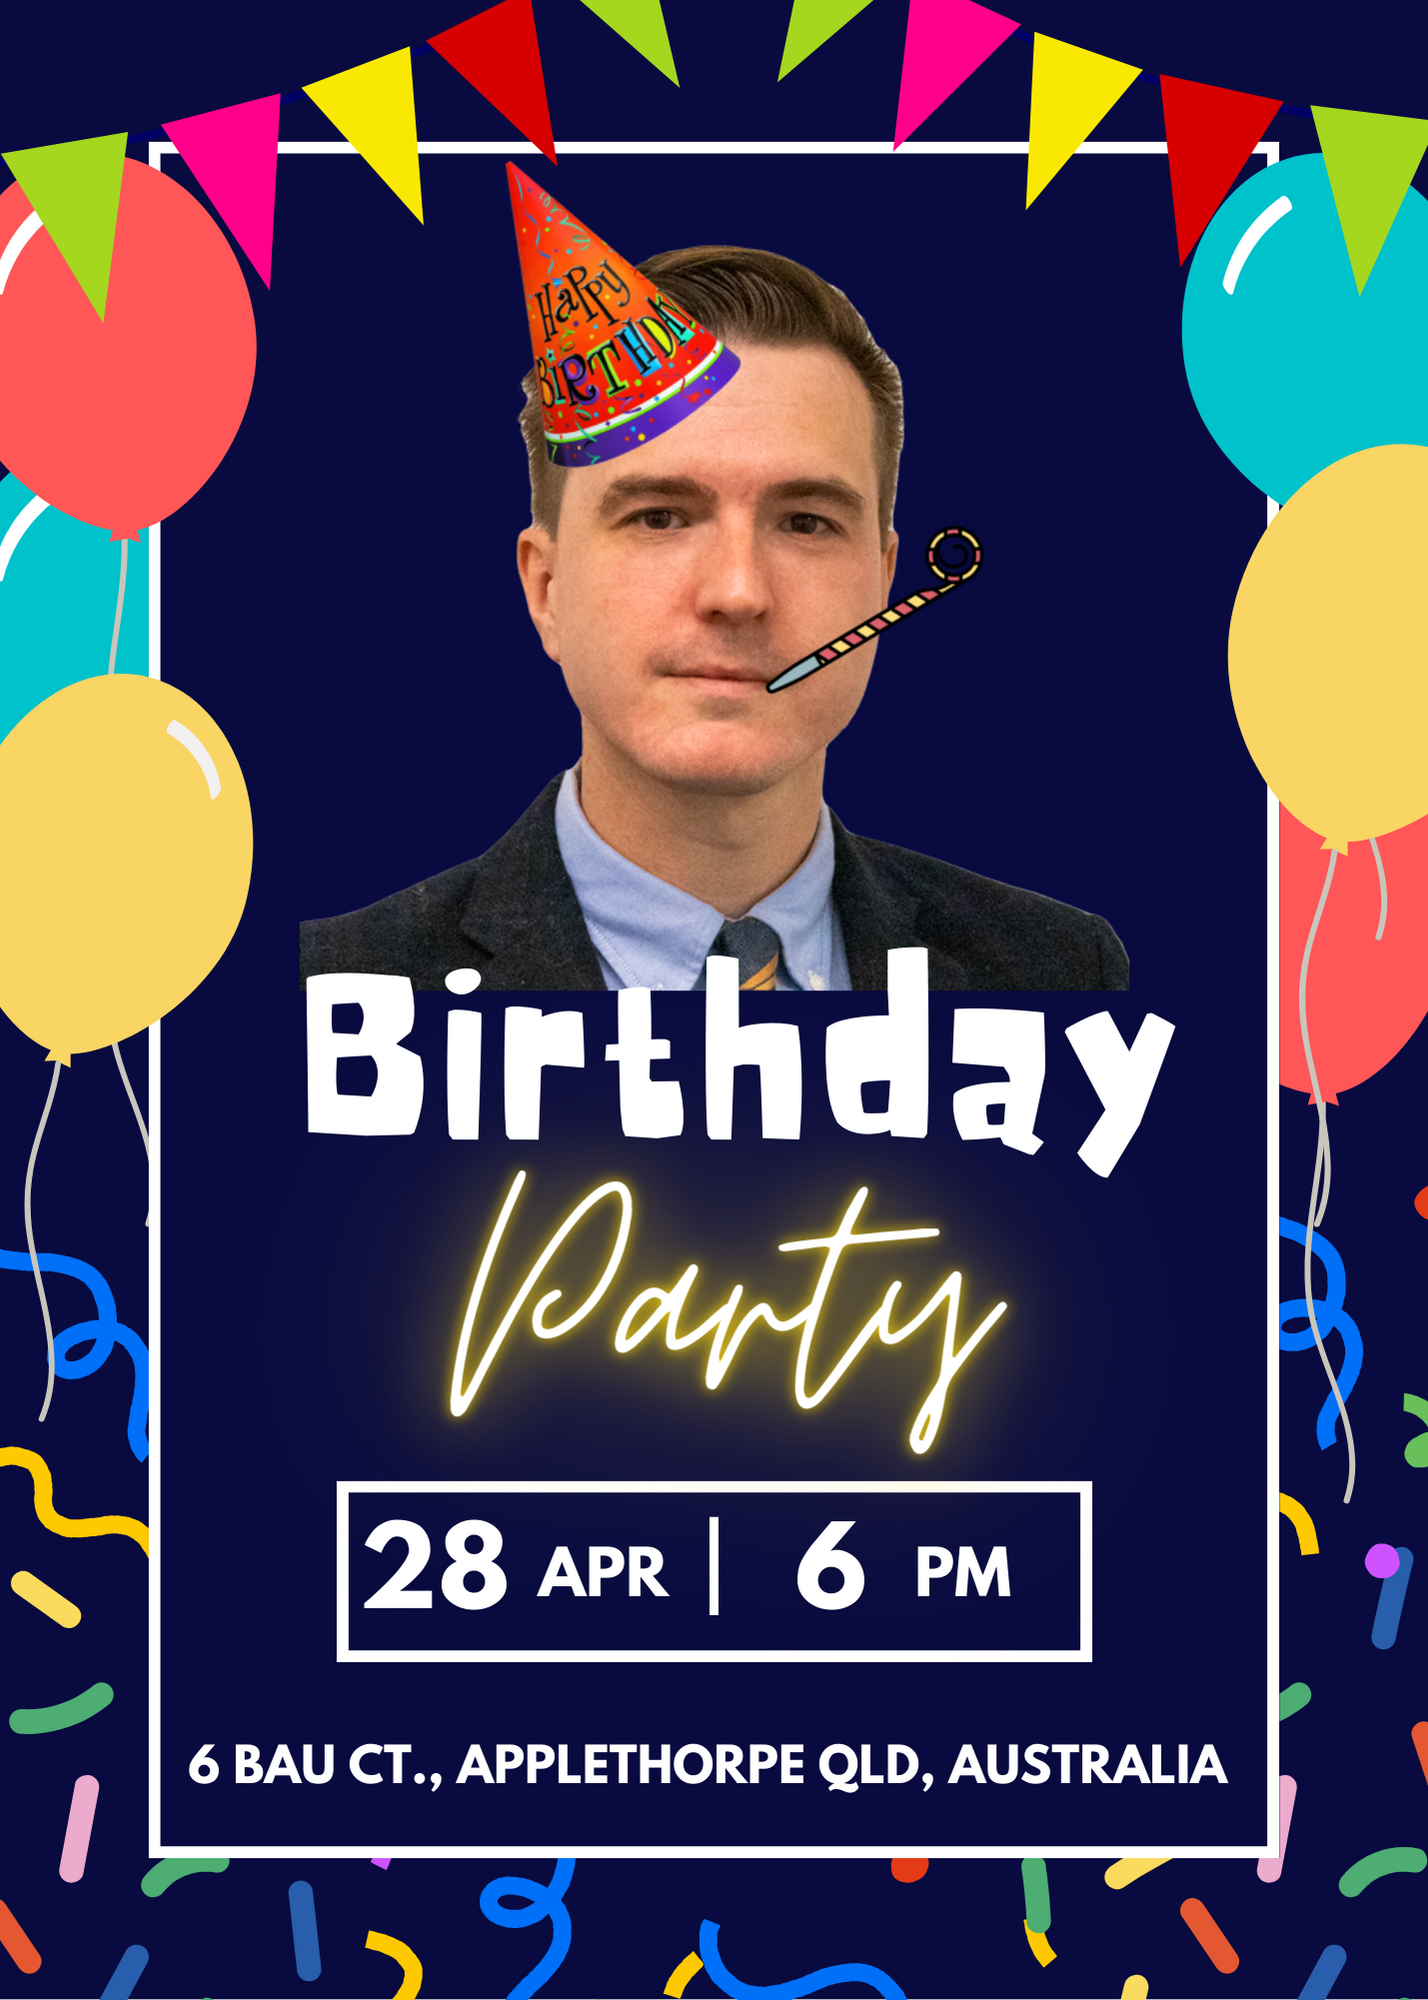 Happy
BIRTHDAY
Birthday
Party
28 APR | 6 PM
6 BAU CT., APPLETHORPE QLD, AUSTRALIA